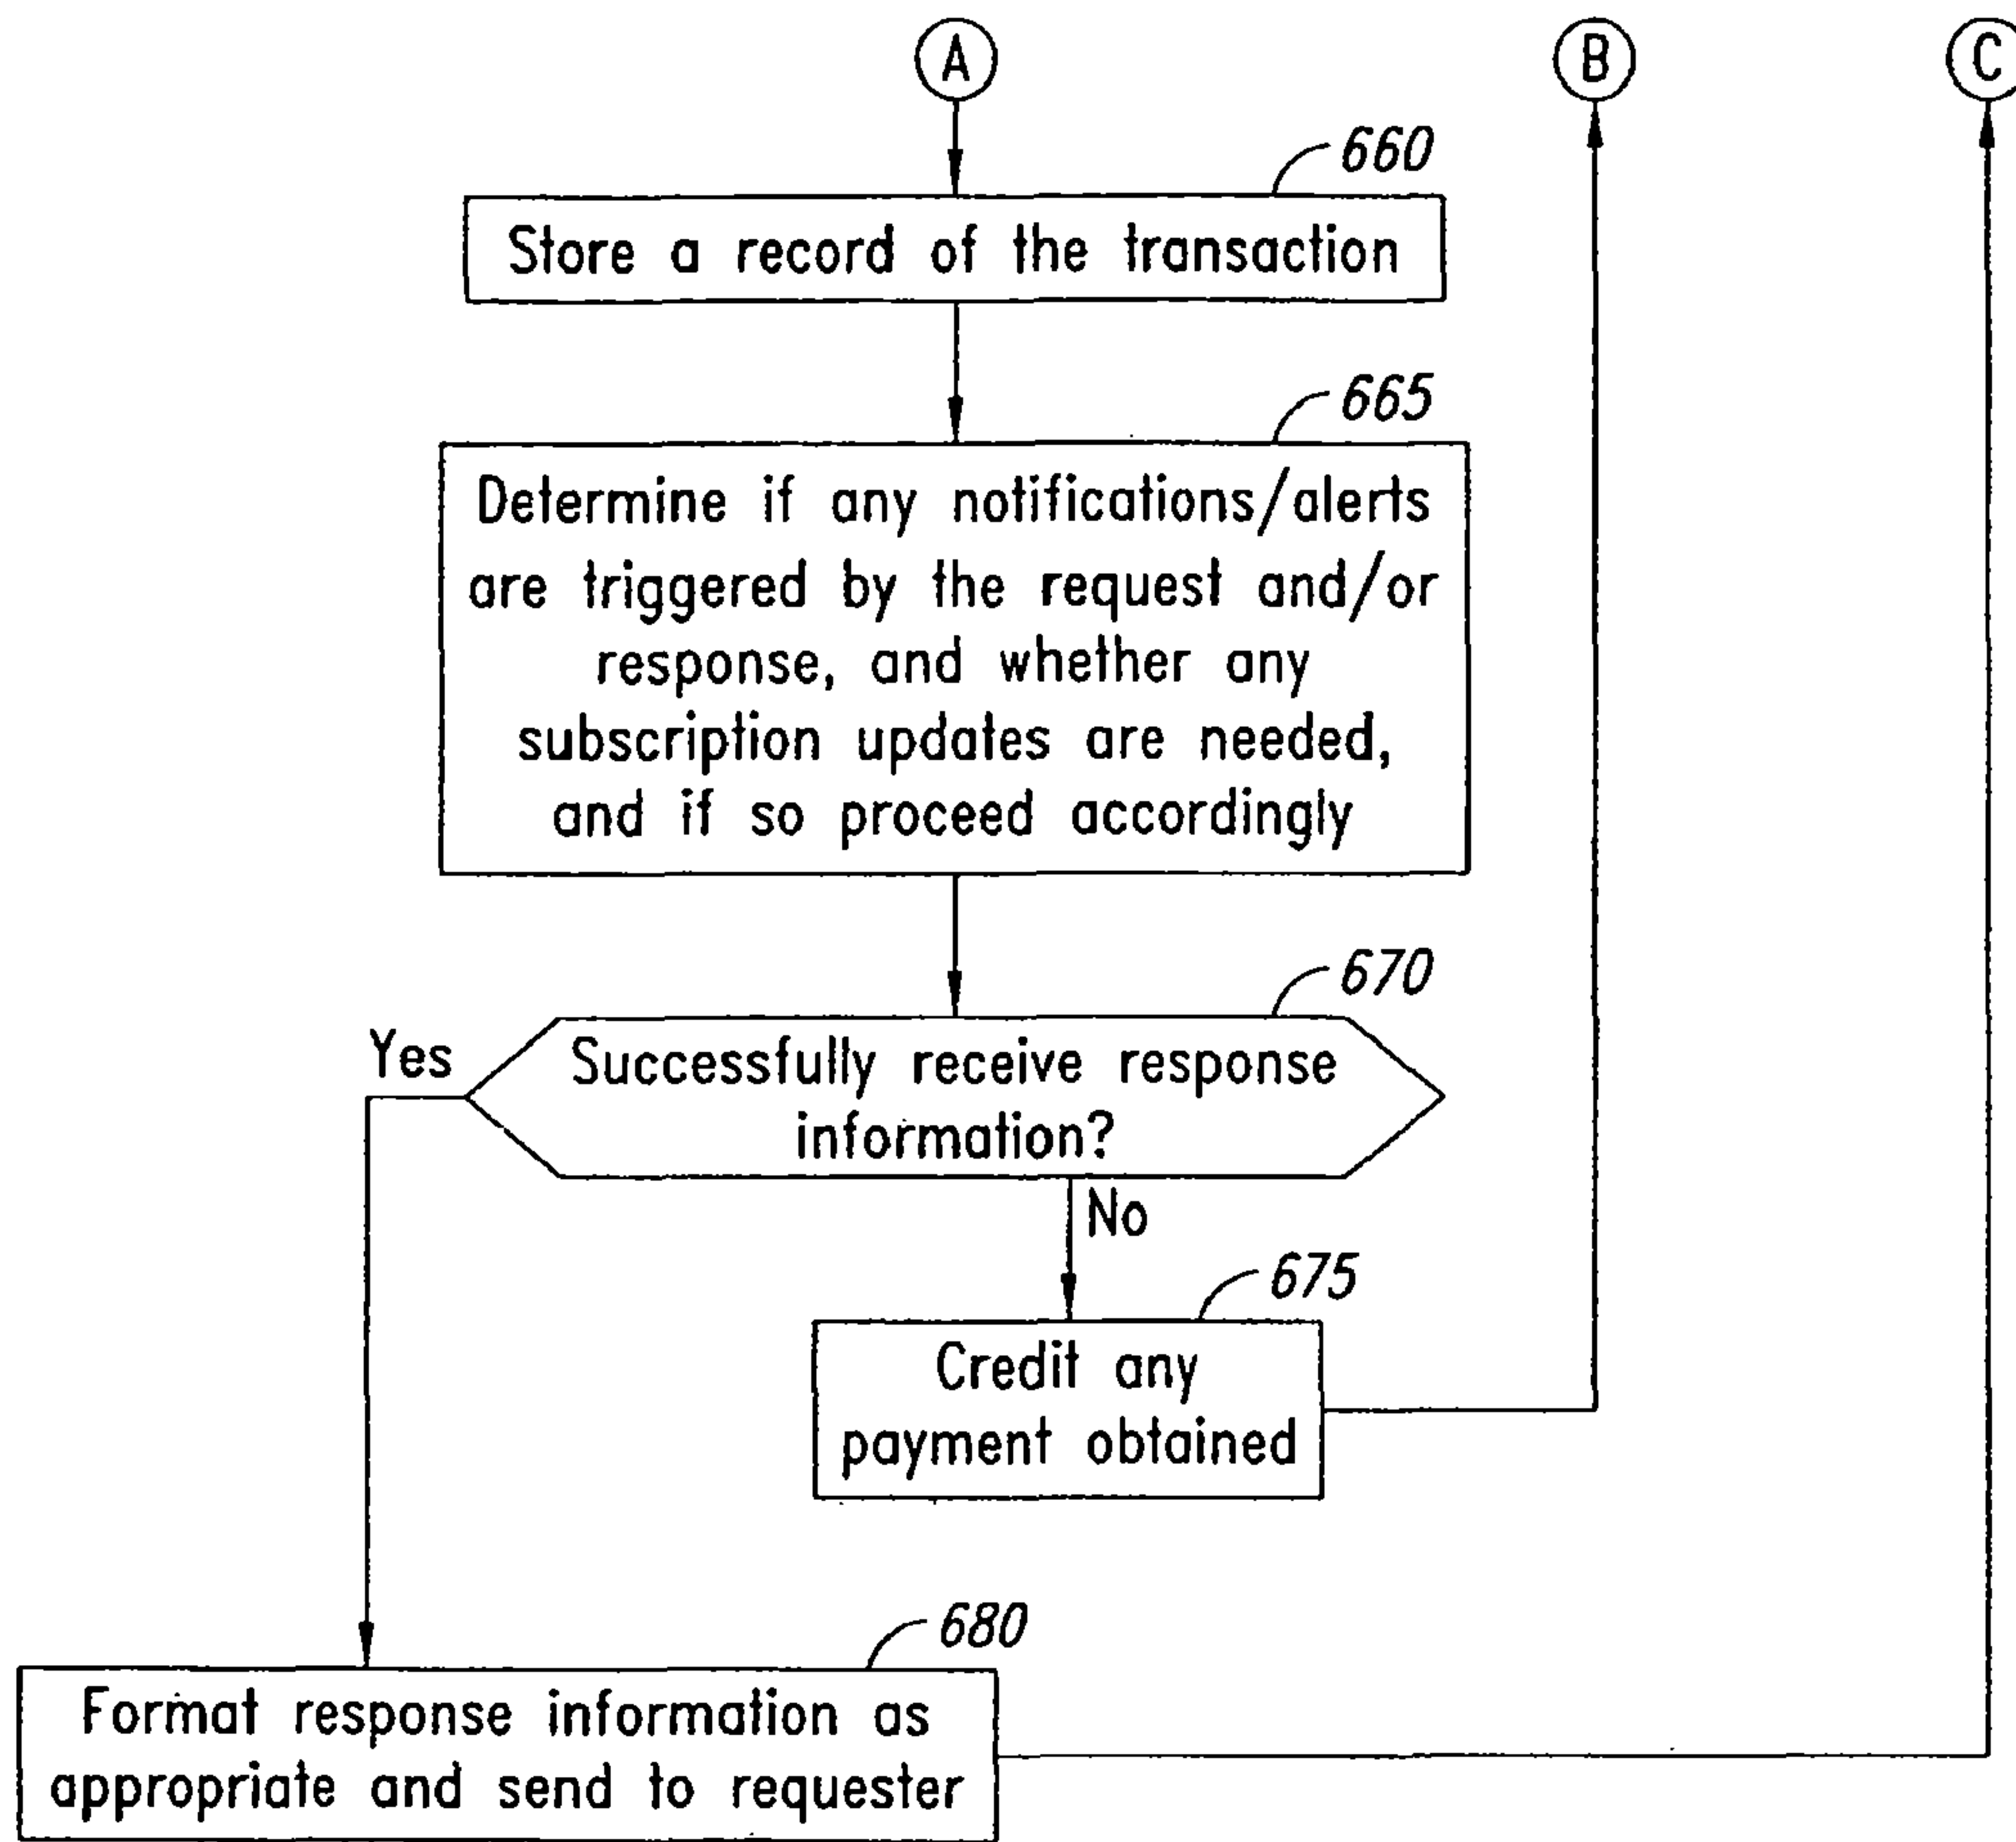 A
B
C
660
Store a record of the transaction
665
Determine if any notifications/alerts
are triggered by the request and/or
response, and whether any
subscription updates are needed,
and if so proceed accordingly
670
Yes
Successfully receive response
information?
No
675
Credit any
payment obtained
680
Format response information as
appropriate and send to requester